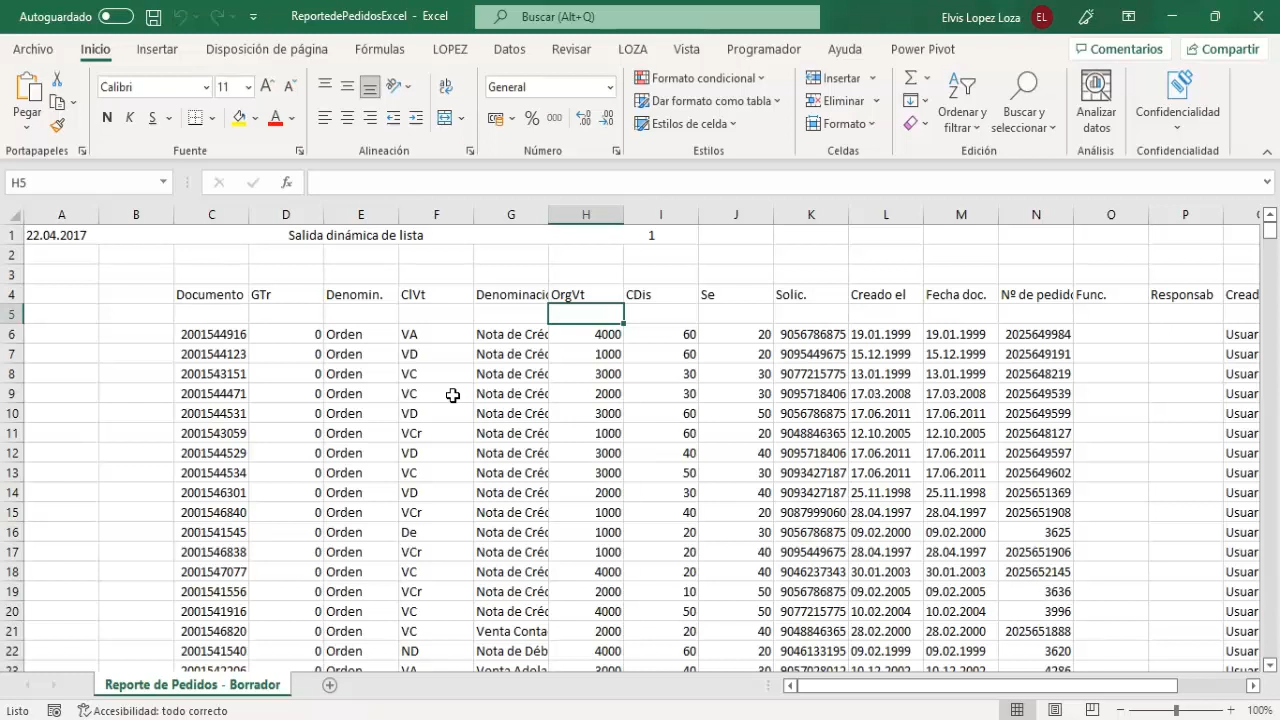 Autoguardado
ReportedePedidosExcel - Excel
Buscar (Alt+Q)
Elvis Lopez Loza
EL
Archivo Inicio Insertar Disposición de página Fórmulas LOPEZ Datos Revisar LOZA Vista Programador Ayuda Power Pivot Comentarios Compartir
Pegar
Calibri 11
N K S
General
% 000
Formato condicional
Dar formato como tabla
Estilos de celda
Insertar
Eliminar
Formato
Ordenar y filtrar
Buscar y seleccionar
Analizar datos
Confidencialidad
Portapapeles Fuente Alineación Número Estilos Celdas Edición Análisis Confidencialidad
H5
A B C D E F G H I J K L M N O P
1 22.04.2017 Salida dinámica de lista 1
2
3
4 Documento GTr Denomin. ClVt Denominació OrgVt CDis Se Solic. Creado el Fecha doc. Nº de pedido Func. Responsab Cread
5
6 2001544916 0 Orden VA Nota de Créd 4000 60 20 9056786875 19.01.1999 19.01.1999 2025649984 Usuar
7 2001544123 0 Orden VD Nota de Créd 1000 60 20 9095449675 15.12.1999 15.12.1999 2025649191 Usuar
8 2001543151 0 Orden VC Nota de Créd 3000 30 30 9077215775 13.01.1999 13.01.1999 2025648219 Usuar
9 2001544471 0 Orden VC Nota de Créd 2000 30 30 9095718406 17.03.2008 17.03.2008 2025649539 Usuar
10 2001544531 0 Orden VD Nota de Créd 3000 60 50 9056786875 17.06.2011 17.06.2011 2025649599 Usuar
11 2001543059 0 Orden VCr Nota de Créd 1000 60 20 9048846365 12.10.2005 12.10.2005 2025648127 Usuar
12 2001544529 0 Orden VD Nota de Créd 3000 40 40 9095718406 17.06.2011 17.06.2011 2025649597 Usuar
13 2001544534 0 Orden VC Nota de Créd 3000 50 30 9093427187 17.06.2011 17.06.2011 2025649602 Usuar
14 2001546301 0 Orden VD Nota de Créd 2000 30 40 9093427187 25.11.1998 25.11.1998 2025651369 Usuar
15 2001546840 0 Orden VCr Nota de Créd 1000 40 20 9087999060 28.04.1997 28.04.1997 2025651908 Usuar
16 2001541545 0 Orden De Nota de Créd 1000 20 30 9056786875 09.02.2000 09.02.2000 3625 Usuar
17 2001546838 0 Orden VCr Nota de Créd 1000 20 40 9095449675 28.04.1997 28.04.1997 2025651906 Usuar
18 2001547077 0 Orden VC Nota de Créd 4000 20 40 9046237343 30.01.2003 30.01.2003 2025652145 Usuar
19 2001541556 0 Orden VCr Nota de Créd 2000 10 50 9056786875 09.02.2005 09.02.2005 3636 Usuar
20 2001541916 0 Orden VC Nota de Créd 4000 50 50 9077215775 10.02.2004 10.02.2004 3996 Usuar
21 2001546820 0 Orden VC Venta Conta 2000 20 40 9048846365 28.02.2000 28.02.2000 2025651888 Usuar
22 2001541540 0 Orden ND Nota de Déb 4000 60 20 9046133195 09.02.1999 09.02.1999 3620 Usuar
23 2001542206 0 Orden VA Venta Adela 3000 40 30 9057028012 10.12.2002 10.12.2002 4286 Usuar
Reporte de Pedidos - Borrador
Listo Accesibilidad: todo correcto 100%